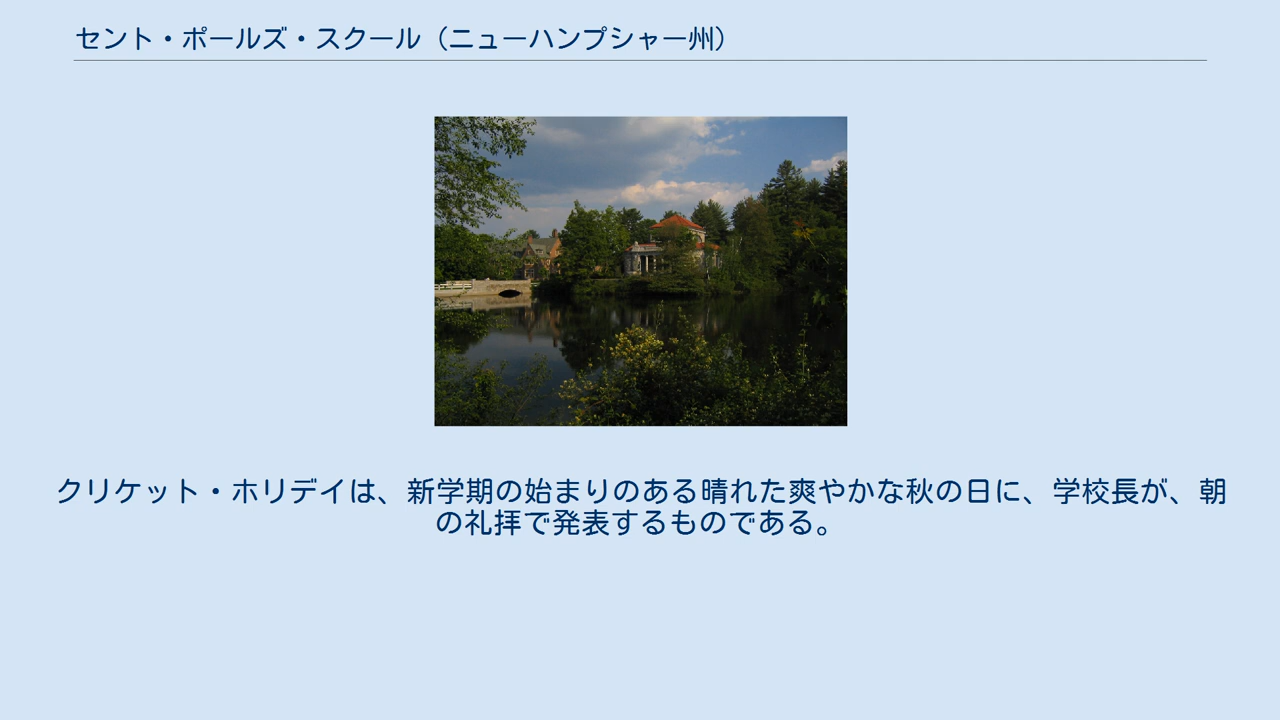 セント・ポールズ・スクール（ニューハンプシャー州）
クリケット・ホリデイは、新学期の始まりのある晴れた爽やかな秋の日に、学校長が、朝
の礼拝で発表するものである。